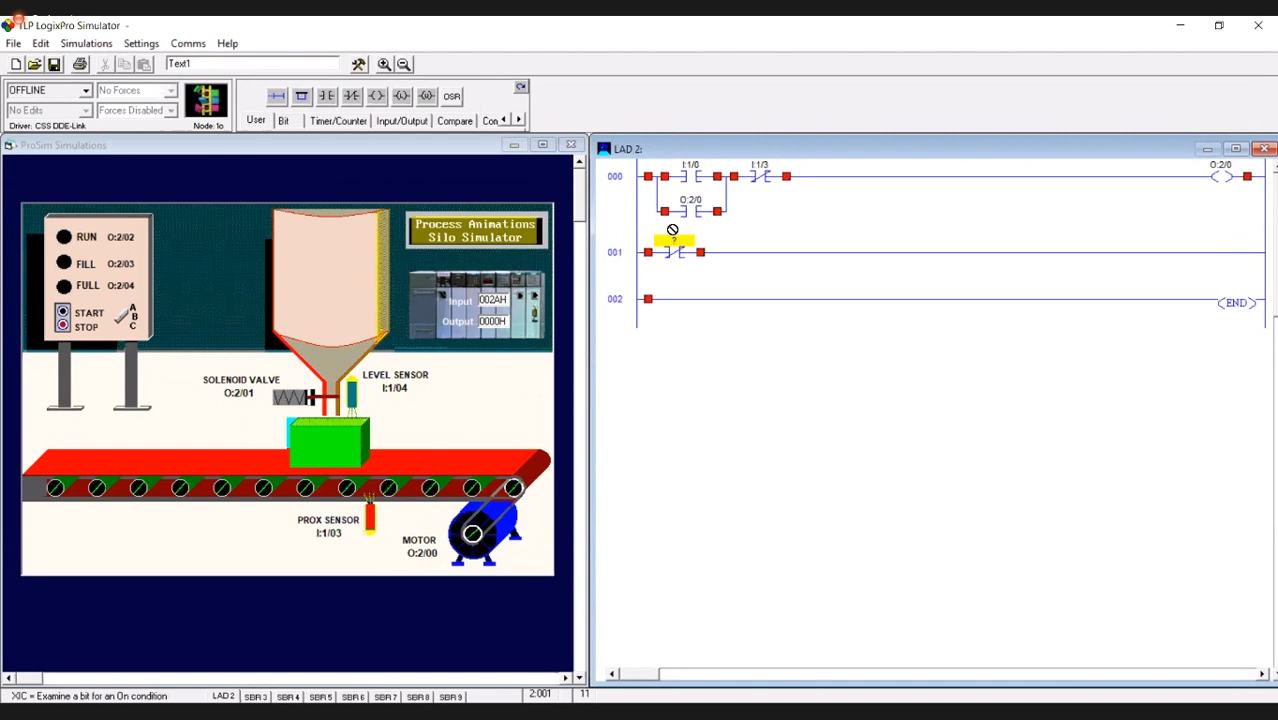 TLP LogixPro Simulator -
File Edit Simulations Settings Comms Help
Text1
OFFLINE No Forces
No Edits Forces Disabled
Driver: CSS DDE-Link Node: 1o
OSR
User Bit Timer/Counter Input/Output Compare Con
ProSim Simulations
LAD 2:
RUN O:2/02
FILL O:2/03
FULL O:2/04
START
STOP
A
B
C
Process Animations
Silo Simulator
Input 002AH
Output 0000H
SOLENOID VALVE
O:2/01
LEVEL SENSOR
I:1/04
PROX SENSOR
I:1/03
MOTOR
O:2/00
I:1/0 I:1/3 O:2/0
000
O:2/0
?
001
002 END
XIC = Examine a bit for an On condition LAD 2 SBR 3 SBR 4 SBR 5 SBR 6 SBR 7 SBR 8 SBR 9 2:001 11